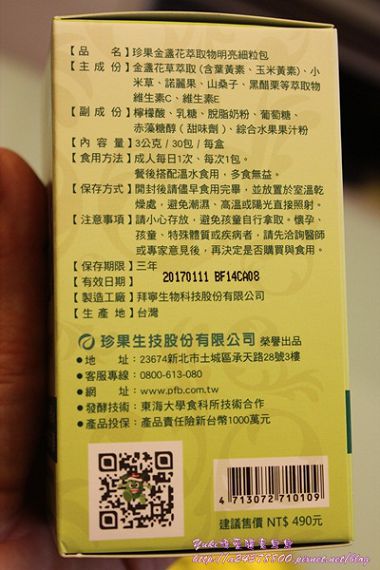 【品　　名】珍果金盞花萃取物明亮細粒包
【主 成 份】金盞花草萃取 (含葉黃素、玉米黃素)、小
米草、諾麗果、山桑子、黑醋栗等萃取物
維生素C、維生素E
【副 成 份】檸檬酸、乳糖、脫脂奶粉、葡萄糖、
赤藻糖醇 ( 甜味劑 ) 、綜合水果果汁粉
【內 容 量】3公克 / 30包 / 每盒
【食用方法】成人每日1次、每次1包。
餐後搭配溫水食用，多食無益。
【保存方式】開封後請儘早食用完畢，並放置於室溫乾
燥處，避免潮濕、高溫或陽光直接照射。
【注意事項】請小心存放，避免孩童自行取食。懷孕、
孩童、特殊體質或疾病者，請先洽詢醫師
或專家意見後，再決定是否購買與食用。
【保存期限】三年
【有效日期】 20170111 BF14CA08
【製造工廠】拜寧生物科技股份有限公司
【生 產 地】台灣
珍果生技股份有限公司 榮譽出品
•地　　址：23674新北市土城區承天路28號3樓
•客服專線：0800-613-080
•網　　址：www.pfb.com.tw
•發酵技術：東海大學食科所技術合作
•產品投保：產品責任險新台幣1000萬元
4 713072 710109
建議售價 NT$ 490元